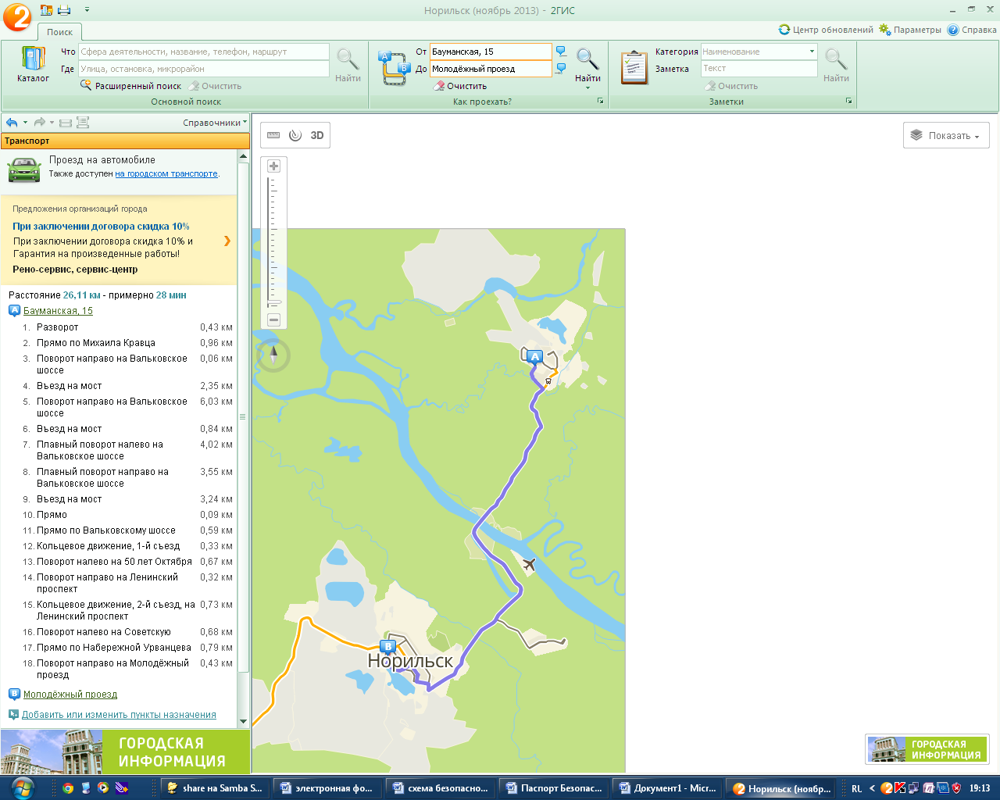 Норильск (ноябрь 2013) - 2ГИС
Поиск
Центр обновлений Параметры Справка
Каталог
Что Сфера деятельности, название, телефон, маршрут
Где Улица, остановка, микрорайон
Найти
Расширенный поиск Очистить
Основной поиск
От Бауманская, 15
До Молодёжный проезд
Найти
Очистить
Как проехать?
Категория Наименование
Заметка Текст
Найти
Очистить
Заметки
Справочники
Транспорт
Проезд на автомобиле
Также доступен на городском транспорте.
Предложения организаций города
При заключении договора скидка 10%
При заключении договора скидка 10% и
Гарантия на произведенные работы!
Рено-сервис, сервис-центр
Расстояние 26,11 км - примерно 28 мин
A Бауманская, 15
1. Разворот 0,43 км
2. Прямо по Михаила Кравца 0,96 км
3. Поворот направо на Вальковское 0,06 км
шоссе
4. Въезд на мост 2,35 км
5. Поворот направо на Вальковское 6,03 км
шоссе
6. Въезд на мост 0,84 км
7. Плавный поворот налево на 4,02 км
Вальковское шоссе
8. Плавный поворот направо на 3,55 км
Вальковское шоссе
9. Въезд на мост 3,24 км
10. Прямо 0,09 км
11. Прямо по Вальковскому шоссе 0,59 км
12. Кольцевое движение, 1-й съезд 0,33 км
13. Поворот налево на 50 лет Октября 0,67 км
14. Поворот направо на Ленинский 0,32 км
проспект
15. Кольцевое движение, 2-й съезд, на 0,73 км
Ленинский проспект
16. Поворот налево на Советскую 0,68 км
17. Прямо по Набережной Урванцева 0,79 км
18. Поворот направо на Молодёжный 0,43 км
проезд
B Молодёжный проезд
Добавить или изменить пункты назначения
ГОРОДСКАЯ
ИНФОРМАЦИЯ
3D
Показать
A
B
Норильск
ГОРОДСКАЯ
ИНФОРМАЦИЯ
share на Samba S...
электронная фо...
схема безопасно...
Паспорт Безопас...
Документ1 - Micr...
Норильск (ноябр...
RL
19:13